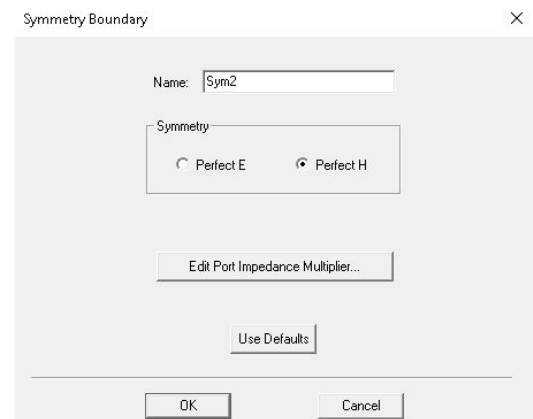 Symmetry Boundary
Name: Sym2
Symmetry
Perfect E Perfect H
Edit Port Impedance Multiplier...
Use Defaults
OK Cancel